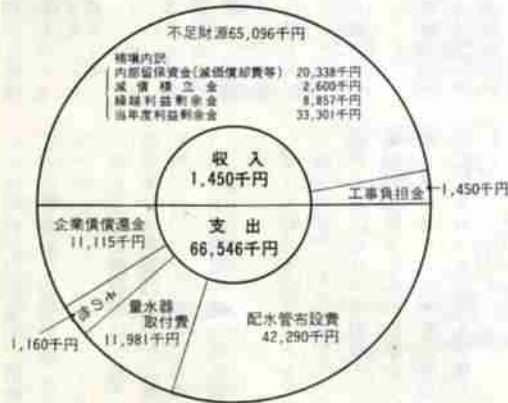 不足財源65,096千円
補塡内訳
内部留保資金(減価償却費等) 20,338千円
減債積立金 2,600千円
繰越利益剰余金 8,857千円
当年度利益剰余金 33,301千円
収入
1,450千円
工事負担金 1,450千円
支出
66,546千円
企業債償還金
11,115千円
その他
1,160千円
量水器
取付費
11,981千円
配水管布設費
42,290千円